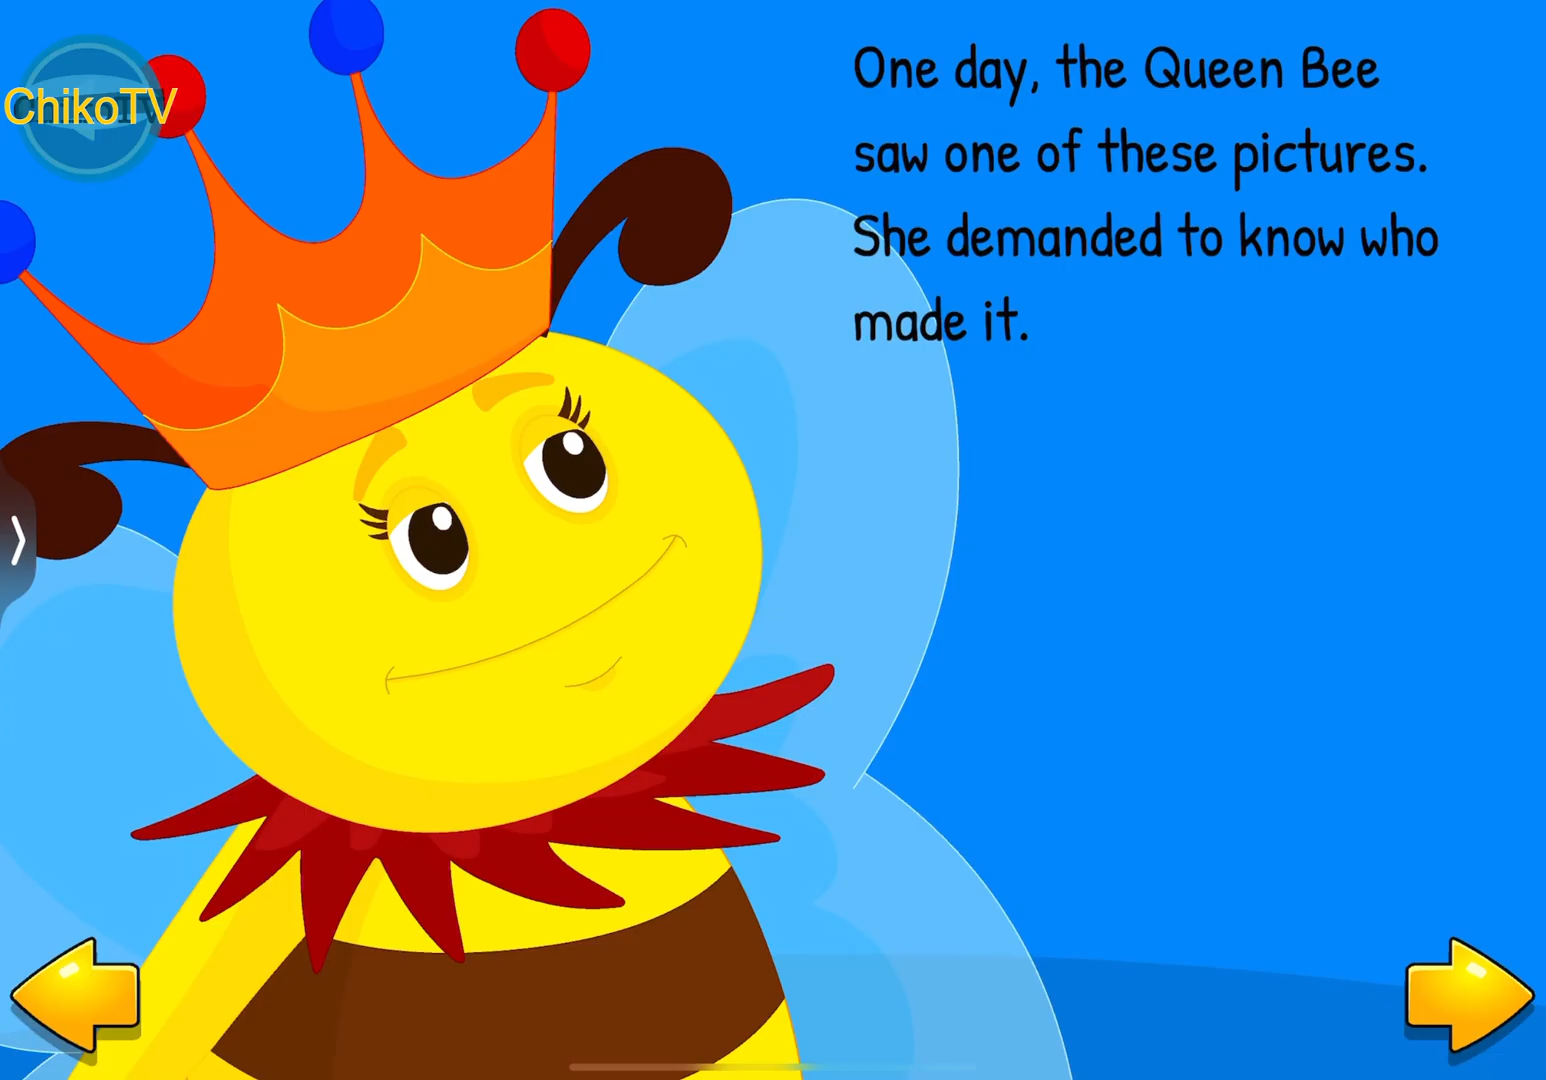 ChikoTV
One day, the Queen Bee
saw one of these pictures.
She demanded to know who
made it.